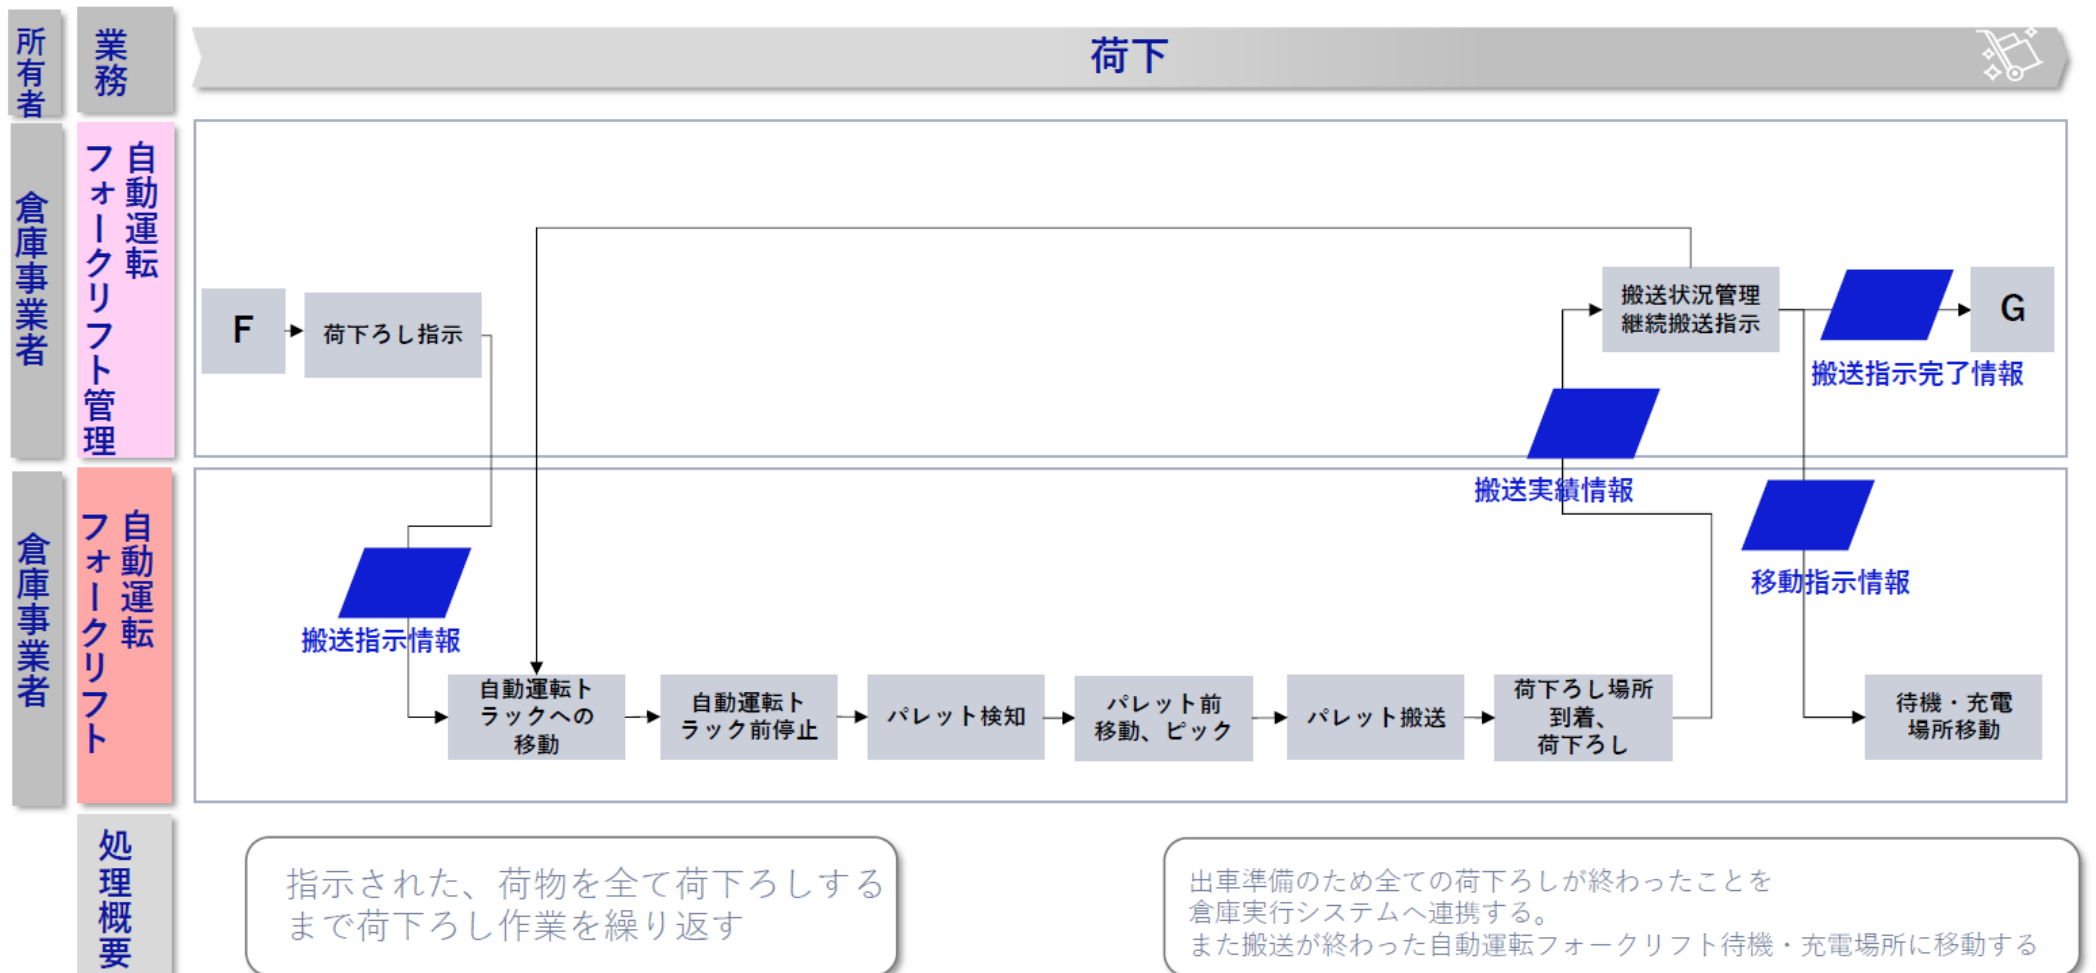 所有者
業務
荷下
倉庫事業者
自動運転
フォークリフト管理
F
荷下ろし指示
搬送状況管理
継続搬送指示
G
搬送指示完了情報
搬送実績情報
倉庫事業者
自動運転
フォークリフト
搬送指示情報
移動指示情報
自動運転ト
ラックへの
移動
自動運転ト
ラック前停止
パレット検知
パレット前
移動、ピック
パレット搬送
荷下ろし場所
到着、
荷下ろし
待機・充電
場所移動
処理概要
指示された、荷物を全て荷下ろしする
まで荷下ろし作業を繰り返す
出車準備のため全ての荷下ろしが終わったことを
倉庫実行システムへ連携する。
また搬送が終わった自動運転フォークリフト待機・充電場所に移動する